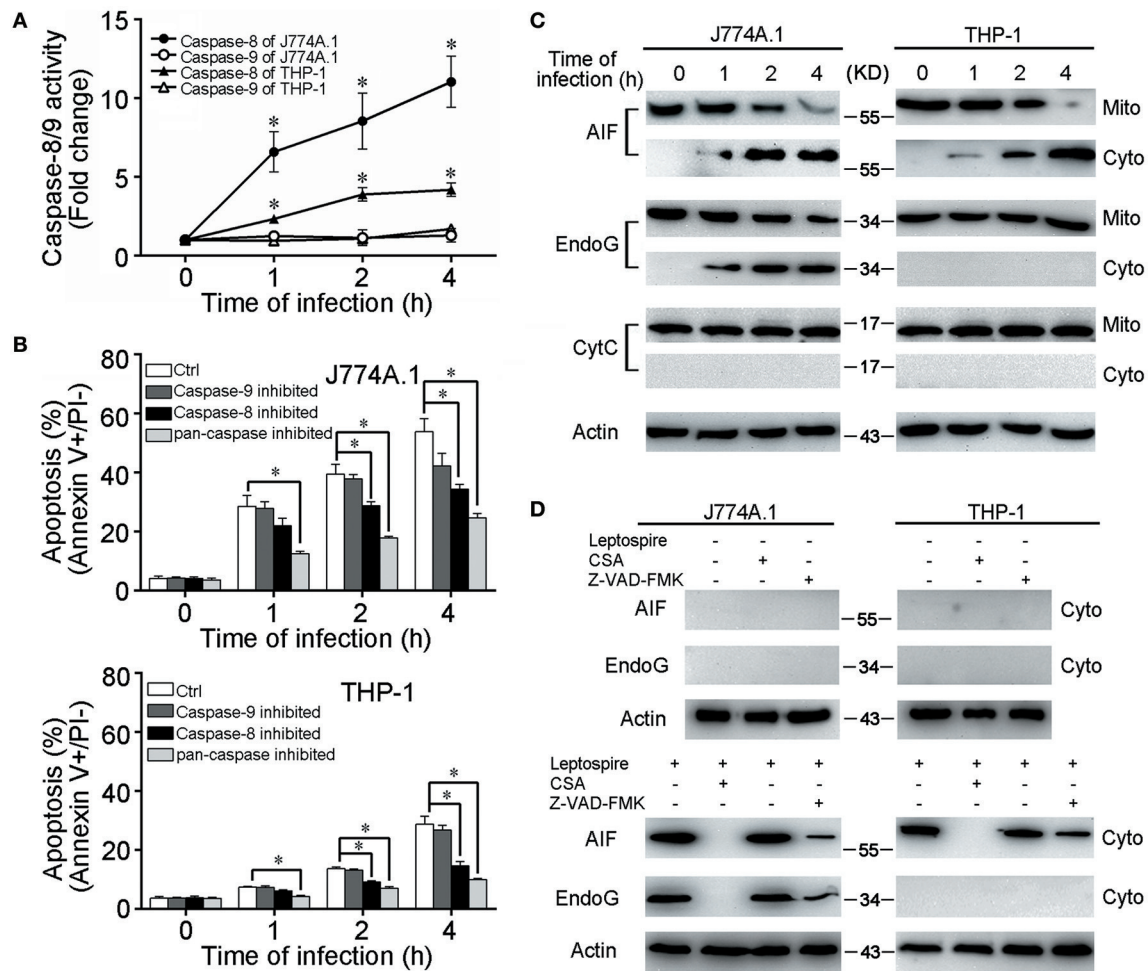 A
Caspase-8 of J774A.1
Caspase-9 of J774A.1
Caspase-8 of THP-1
Caspase-9 of THP-1
15
10
5
0
Caspase-8/9 activity
(Fold change)
* * *
* * *
0 1 2 4
Time of infection (h)
B
J774A.1
Ctrl
Caspase-9 inhibited
Caspase-8 inhibited
pan-caspase inhibited
80
60
40
20
0
Apoptosis (%)
(Annexin V+/PI-)
* * * * *
0 1 2 4
Time of infection (h)
THP-1
Ctrl
Caspase-9 inhibited
Caspase-8 inhibited
pan-caspase inhibited
80
60
40
20
0
Apoptosis (%)
(Annexin V+/PI-)
* * * * *
0 1 2 4
Time of infection (h)
C
J774A.1 THP-1
Time of
infection (h) 0 1 2 4 (KD) 0 1 2 4
AIF
55 Mito
55 Cyto
EndoG
34 Mito
34 Cyto
CytC
17 Mito
17 Cyto
Actin 43
D
J774A.1 THP-1
Leptospire - - - - - -
CSA - + - - + -
Z-VAD-FMK - - + - - +
AIF 55 Cyto
EndoG 34 Cyto
Actin 43
Leptospire + + + + + + + +
CSA - + - - - + - -
Z-VAD-FMK - - - + - - - +
AIF 55 Cyto
EndoG 34 Cyto
Actin 43